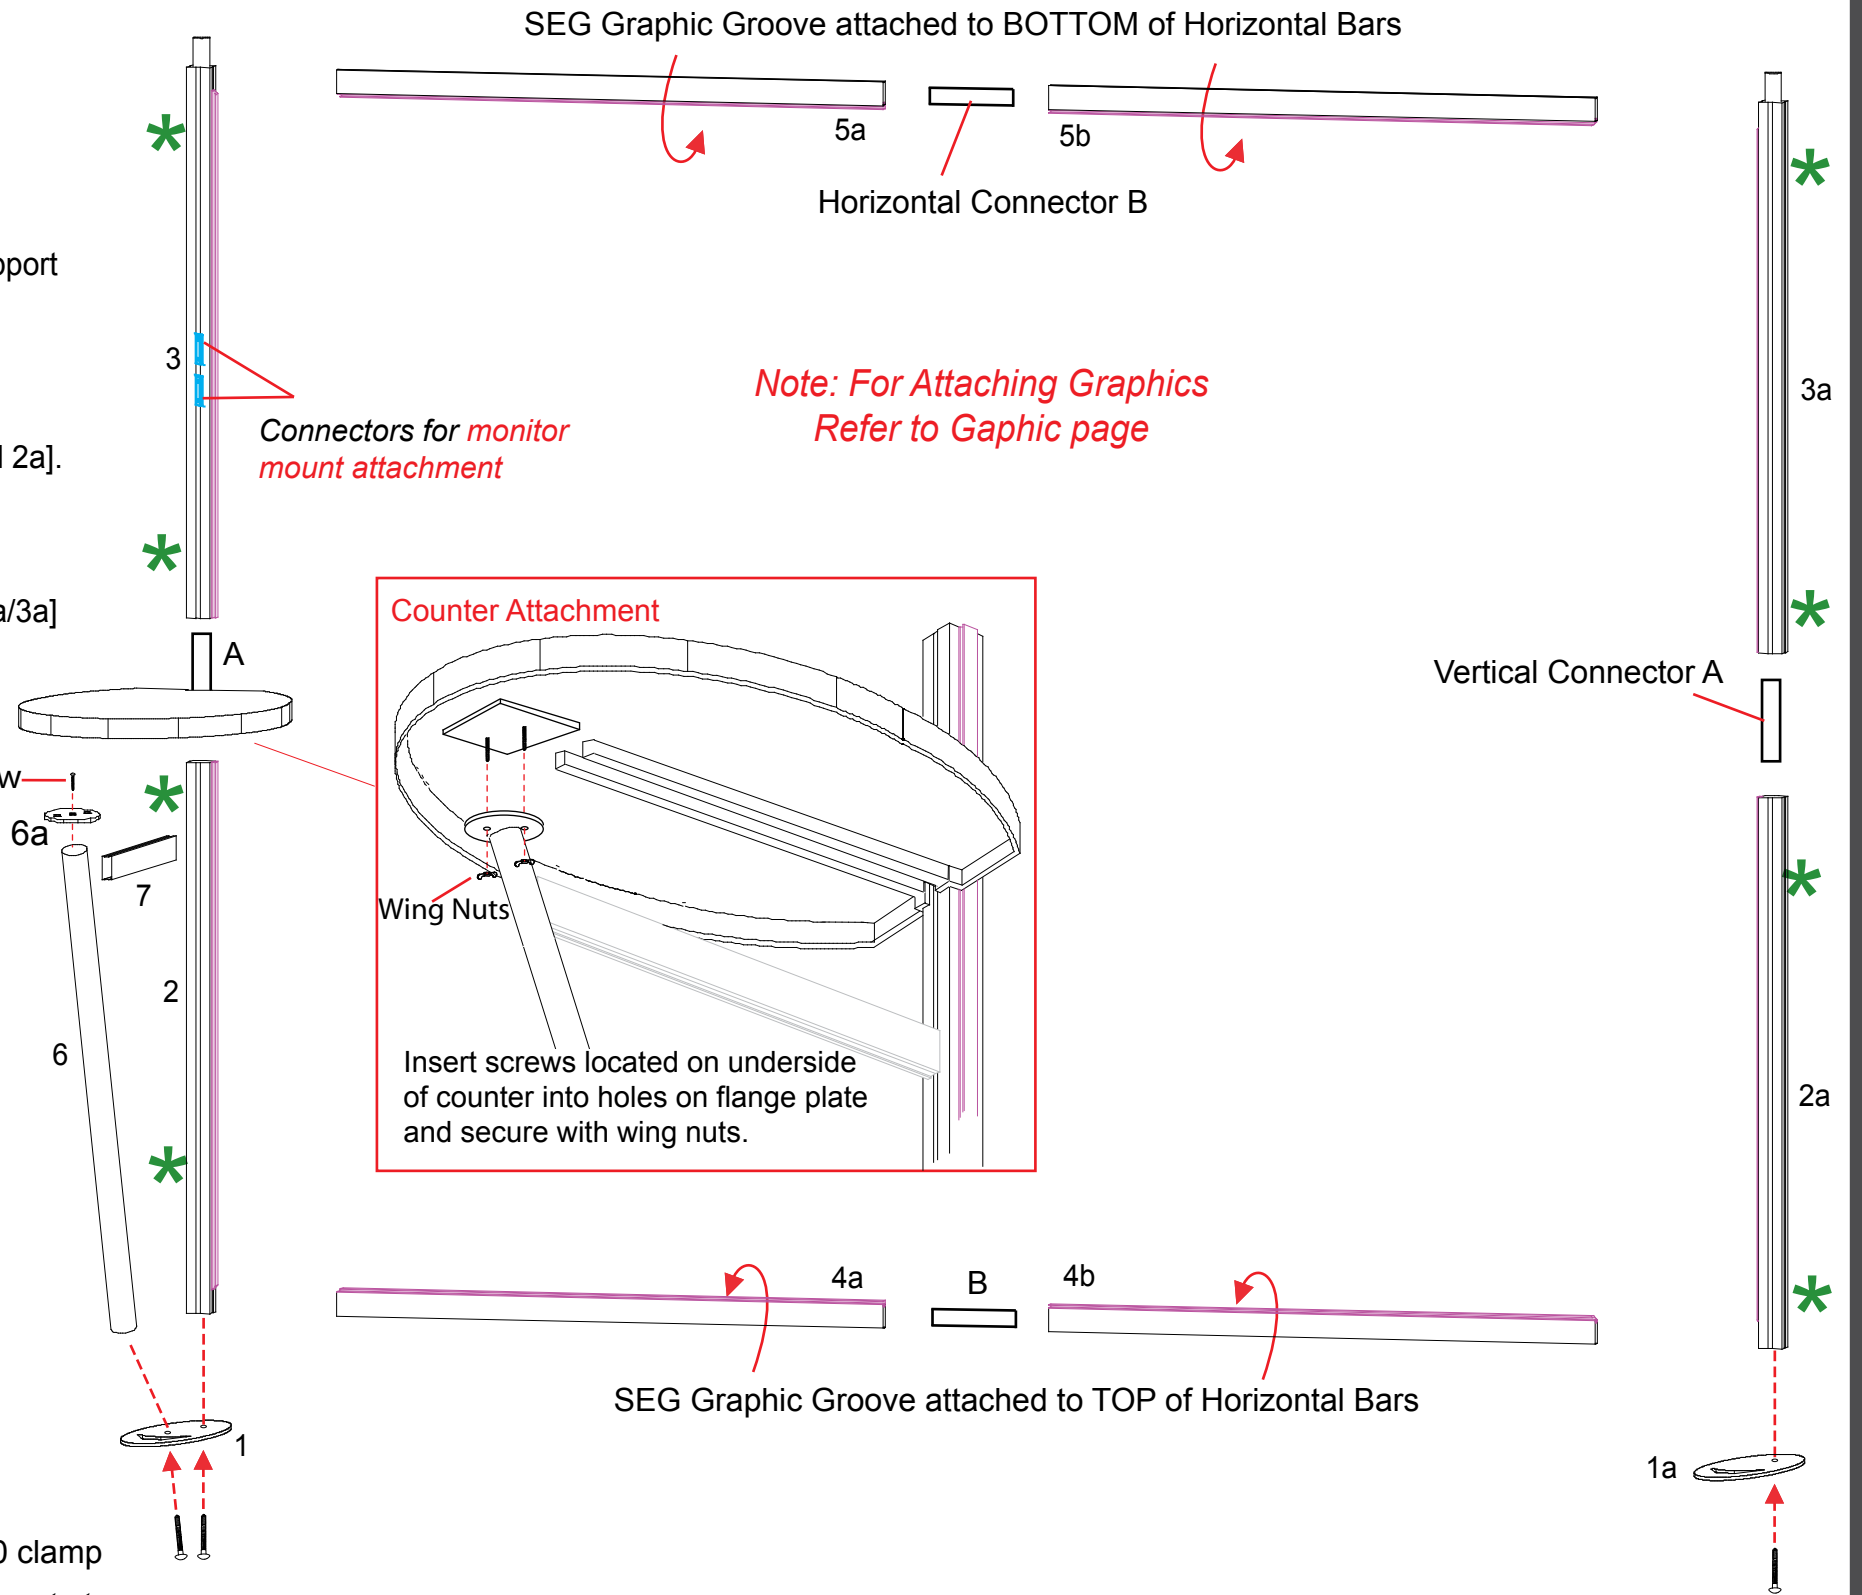 SEG Graphic Groove attached to BOTTOM of Horizontal Bars
5a
5b
Horizontal Connector B
3
Connectors for monitor
mount attachment
Note: For Attaching Graphics
Refer to Gaphic page
3a
2a].
a/3a]
A
Vertical Connector A
Counter Attachment
6a
7
Wing Nuts
2
6
Insert screws located on underside
of counter into holes on flange plate
and secure with wing nuts.
2a
4a
B
4b
SEG Graphic Groove attached to TOP of Horizontal Bars
1
1a
0 clamp